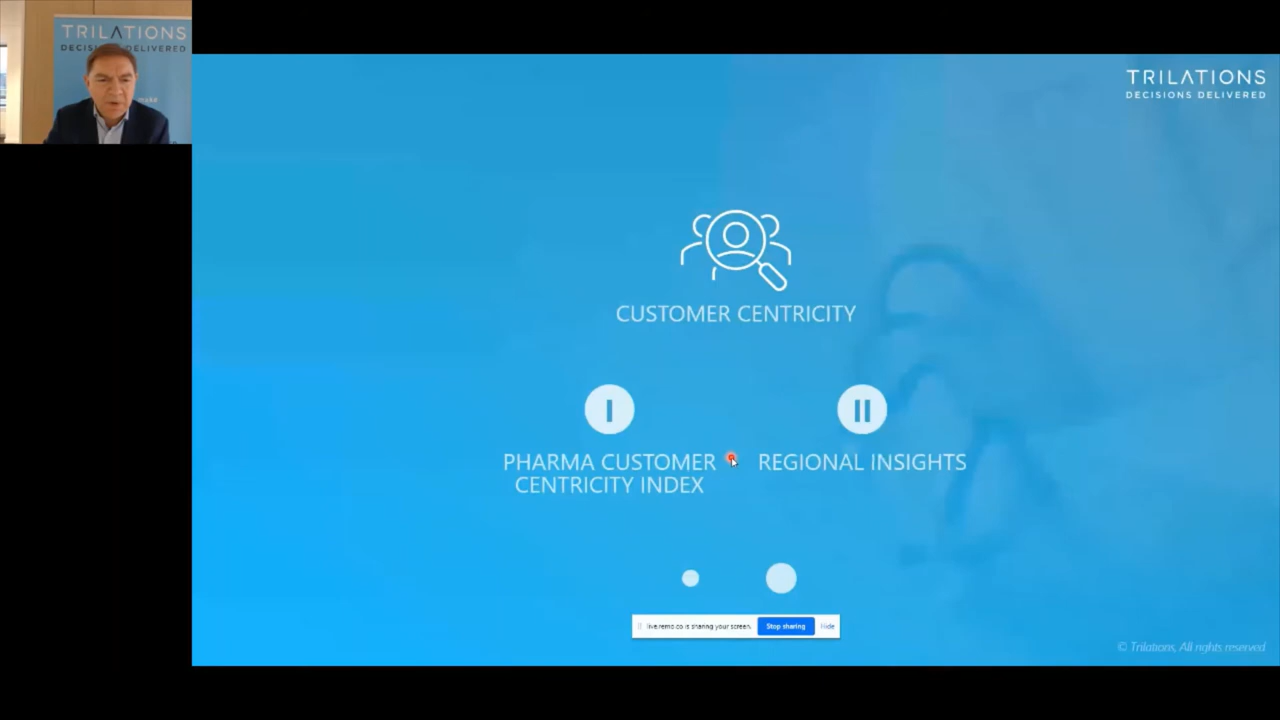 TRILATIONS
DECISIONS DELIVERED
TRILATIONS
DECISIONS DELIVERED
CUSTOMER CENTRICITY
I
II
PHARMA CUSTOMER
CENTRICITY INDEX
REGIONAL INSIGHTS
live.remo.co is sharing your screen.
Stop sharing
Hide
© Trilations, All rights reserved